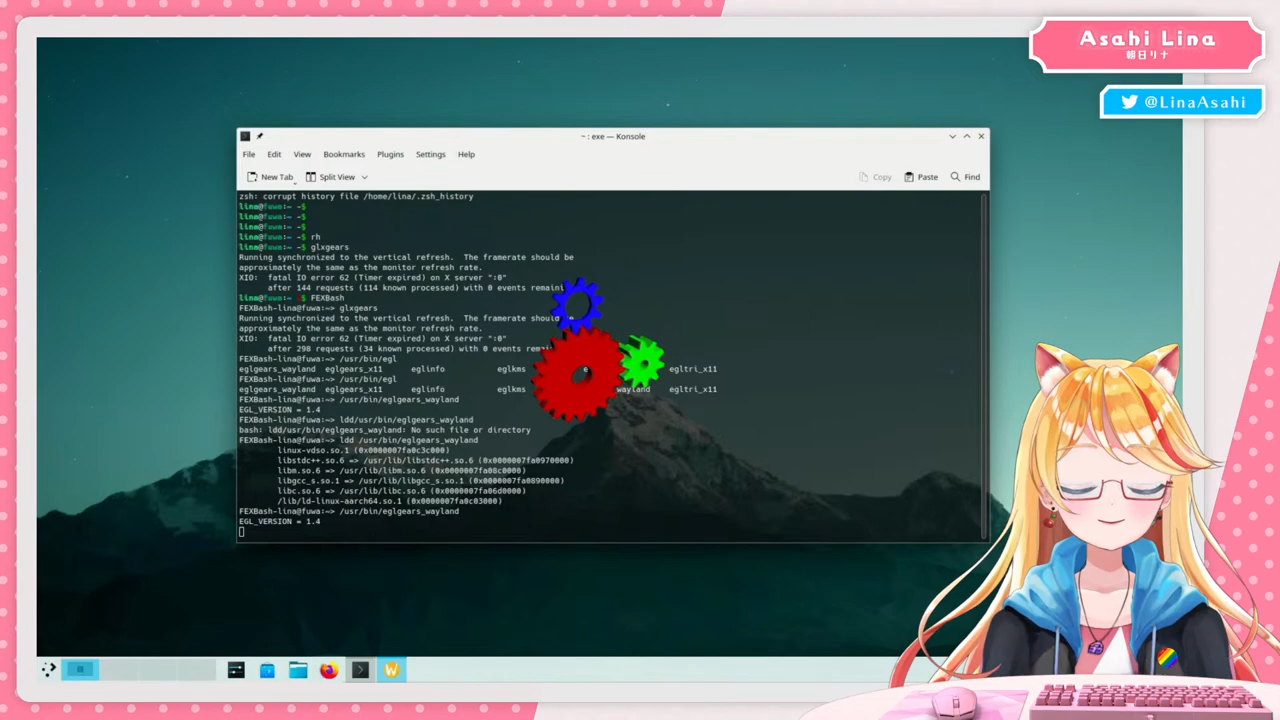 Asahi Lina
朝日リナ
@LinaAsahi
~ : exe — Konsole
File Edit View Bookmarks Plugins Settings Help
New Tab Split View Copy Paste Find
zsh: corrupt history file /home/lina/.zsh_history
lina@fuwa:~ ~$
lina@fuwa:~ ~$
lina@fuwa:~ ~$
lina@fuwa:~ ~$ rh
lina@fuwa:~ ~$ glxgears
Running synchronized to the vertical refresh.  The framerate should be
approximately the same as the monitor refresh rate.
XIO:  fatal IO error 62 (Timer expired) on X server ":0"
after 144 requests (114 known processed) with 0 events remaini
lina@fuwa:~ $ FEXBash
FEXBash-lina@fuwa:~> glxgears
Running synchronized to the vertical refresh.  The framerate should
approximately the same as the monitor refresh rate.
XIO:  fatal IO error 62 (Timer expired) on X server ":0"
after 298 requests (34 known processed) with 0 events
FEXBash-lina@fuwa:~> /usr/bin/egl
eglgears_wayland eglgears_x11 eglinfo eglkms e egltri_x11
FEXBash-lina@fuwa:~> /usr/bin/egl
eglgears_wayland eglgears_x11 eglinfo eglkms wayland egltri_x11
FEXBash-lina@fuwa:~> /usr/bin/eglgears_wayland
EGL_VERSION = 1.4
FEXBash-lina@fuwa:~> ldd/usr/bin/eglgears_wayland
bash: ldd/usr/bin/eglgears_wayland: No such file or directory
FEXBash-lina@fuwa:~> ldd /usr/bin/eglgears_wayland
linux-vdso.so.1 (0x0000007fa0c3c000)
libstdc++.so.6 => /usr/lib/libstdc++.so.6 (0x0000007fa0970000)
libm.so.6 => /usr/lib/libm.so.6 (0x0000007fa08c0000)
libgcc_s.so.1 => /usr/lib/libgcc_s.so.1 (0x0000007fa0890000)
libc.so.6 => /usr/lib/libc.so.6 (0x0000007fa06d0000)
/lib/ld-linux-aarch64.so.1 (0x0000007fa0c03000)
FEXBash-lina@fuwa:~> /usr/bin/eglgears_wayland
EGL_VERSION = 1.4